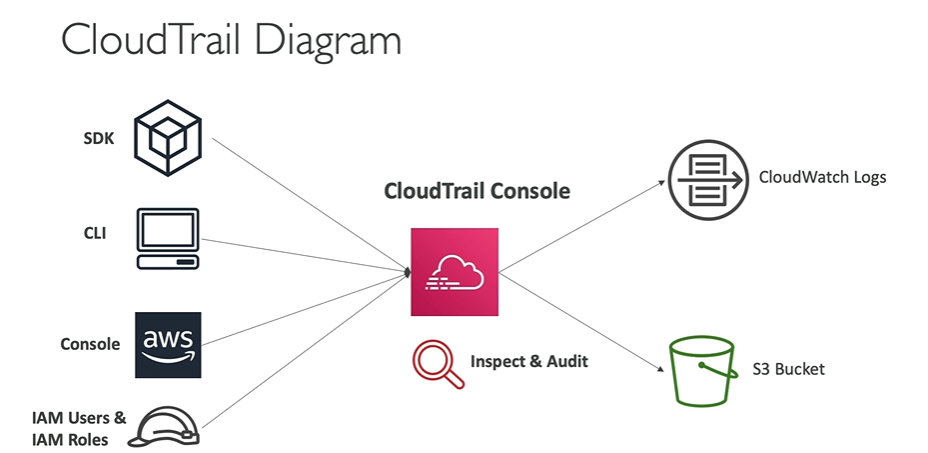 CloudTrail Diagram
SDK
CloudTrail Console
CloudWatch Logs
CLI
Console
aws
Inspect & Audit
S3 Bucket
IAM Users &
IAM Roles